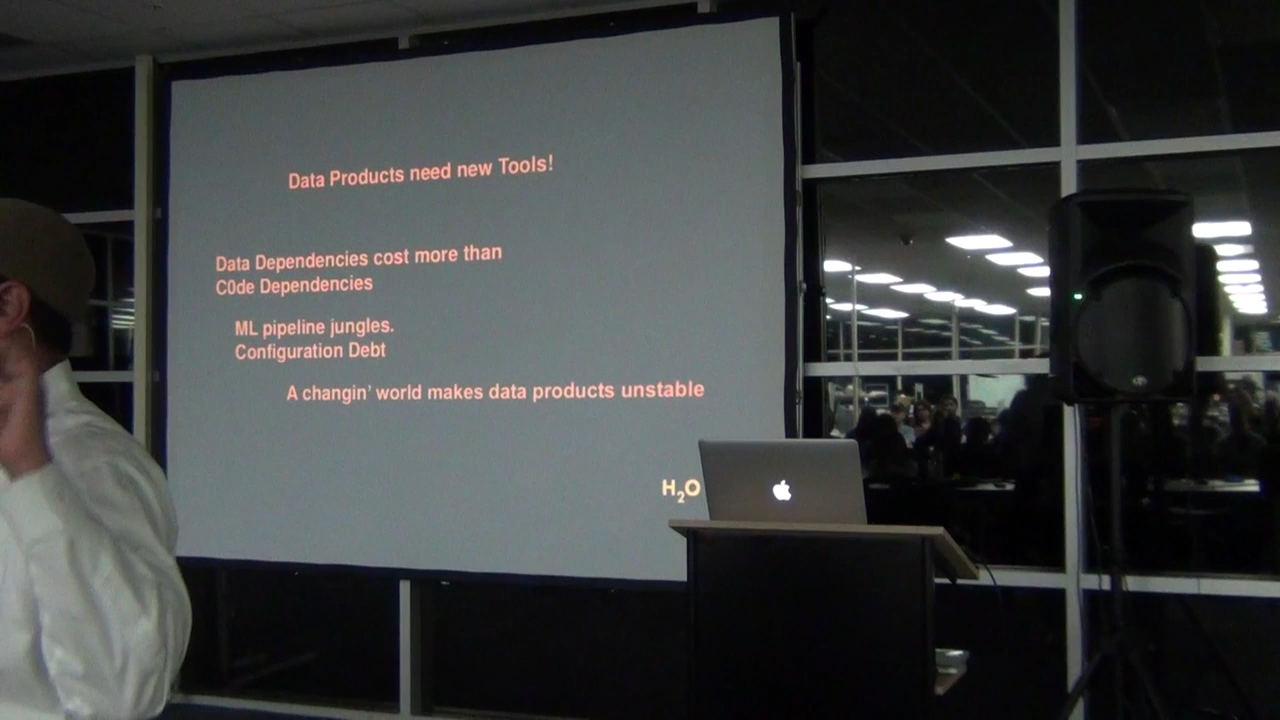 Data Products need new Tools!
Data Dependencies cost more than
C0de Dependencies
ML pipeline jungles.
Configuration Debt
A changin' world makes data products unstable
H2O